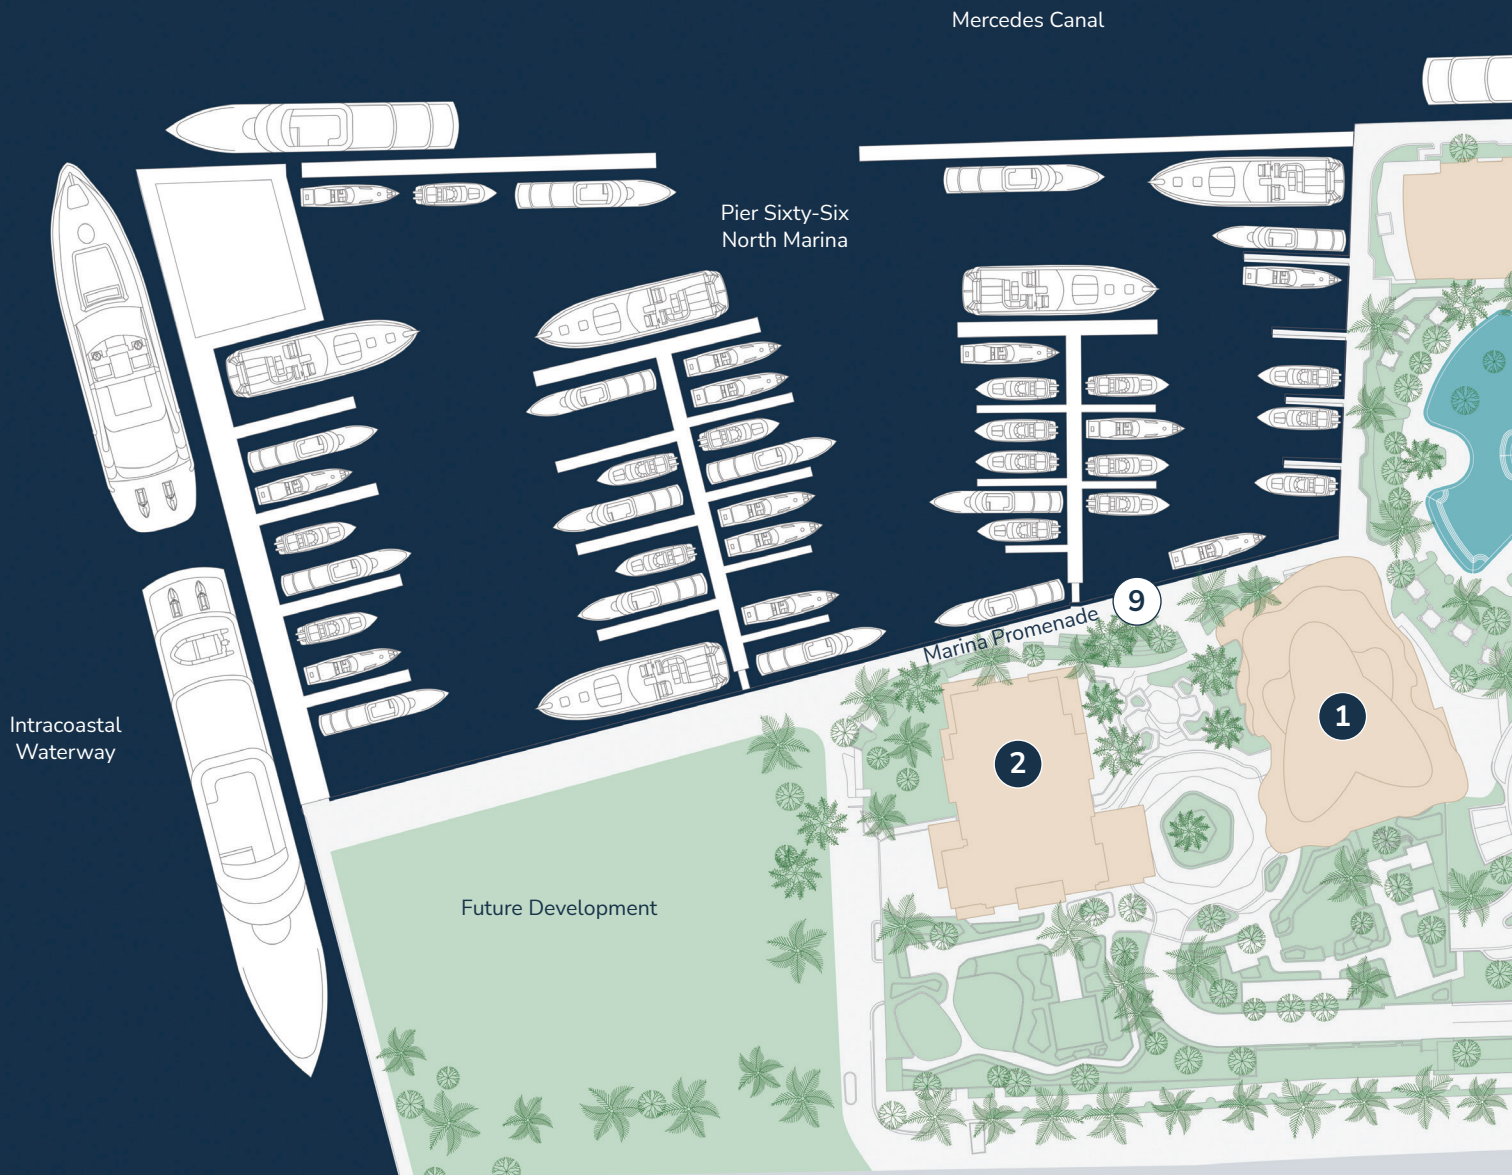 Mercedes Canal
Pier Sixty-Six
North Marina
9
Marina Promenade
1
2
Intracoastal
Waterway
Future Development